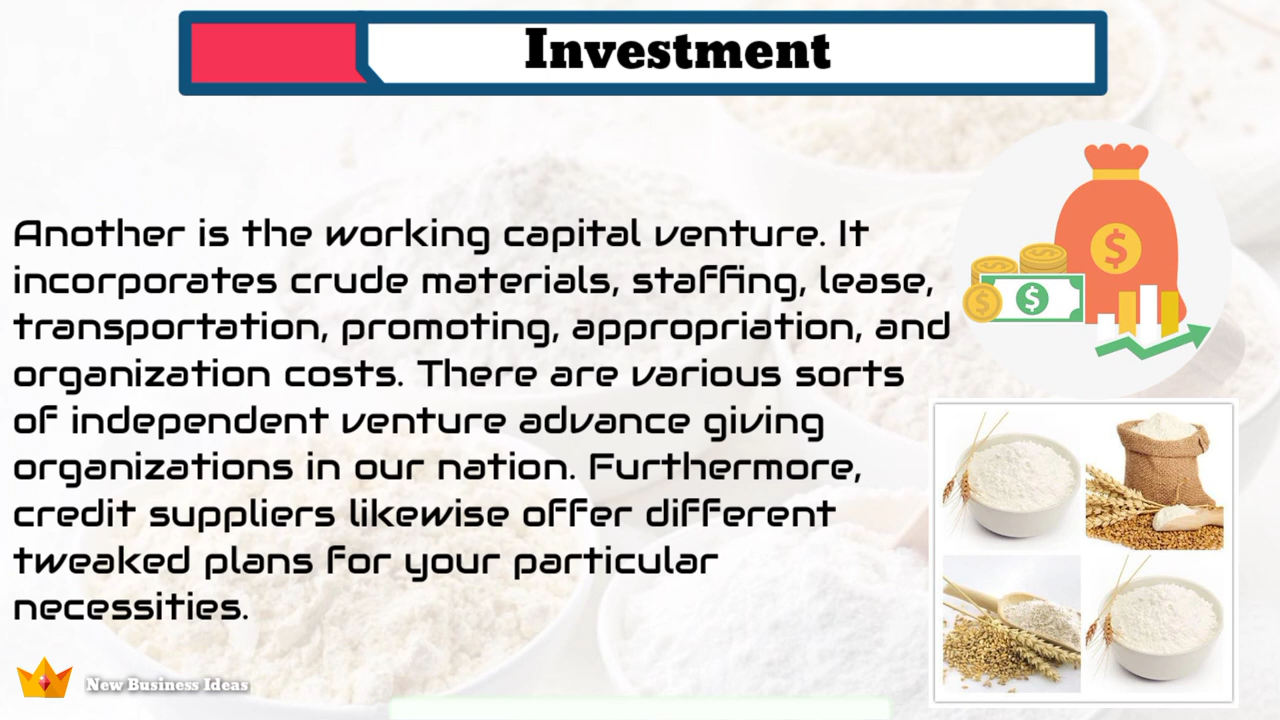 Investment
Another is the working capital venture. It
incorporates crude materials, staffing, lease,
transportation, promoting, appropriation, and
organization costs. There are various sorts
of independent venture advance giving
organizations in our nation. Furthermore,
credit suppliers likewise offer different
tweaked plans for your particular
necessities.
New Business Ideas